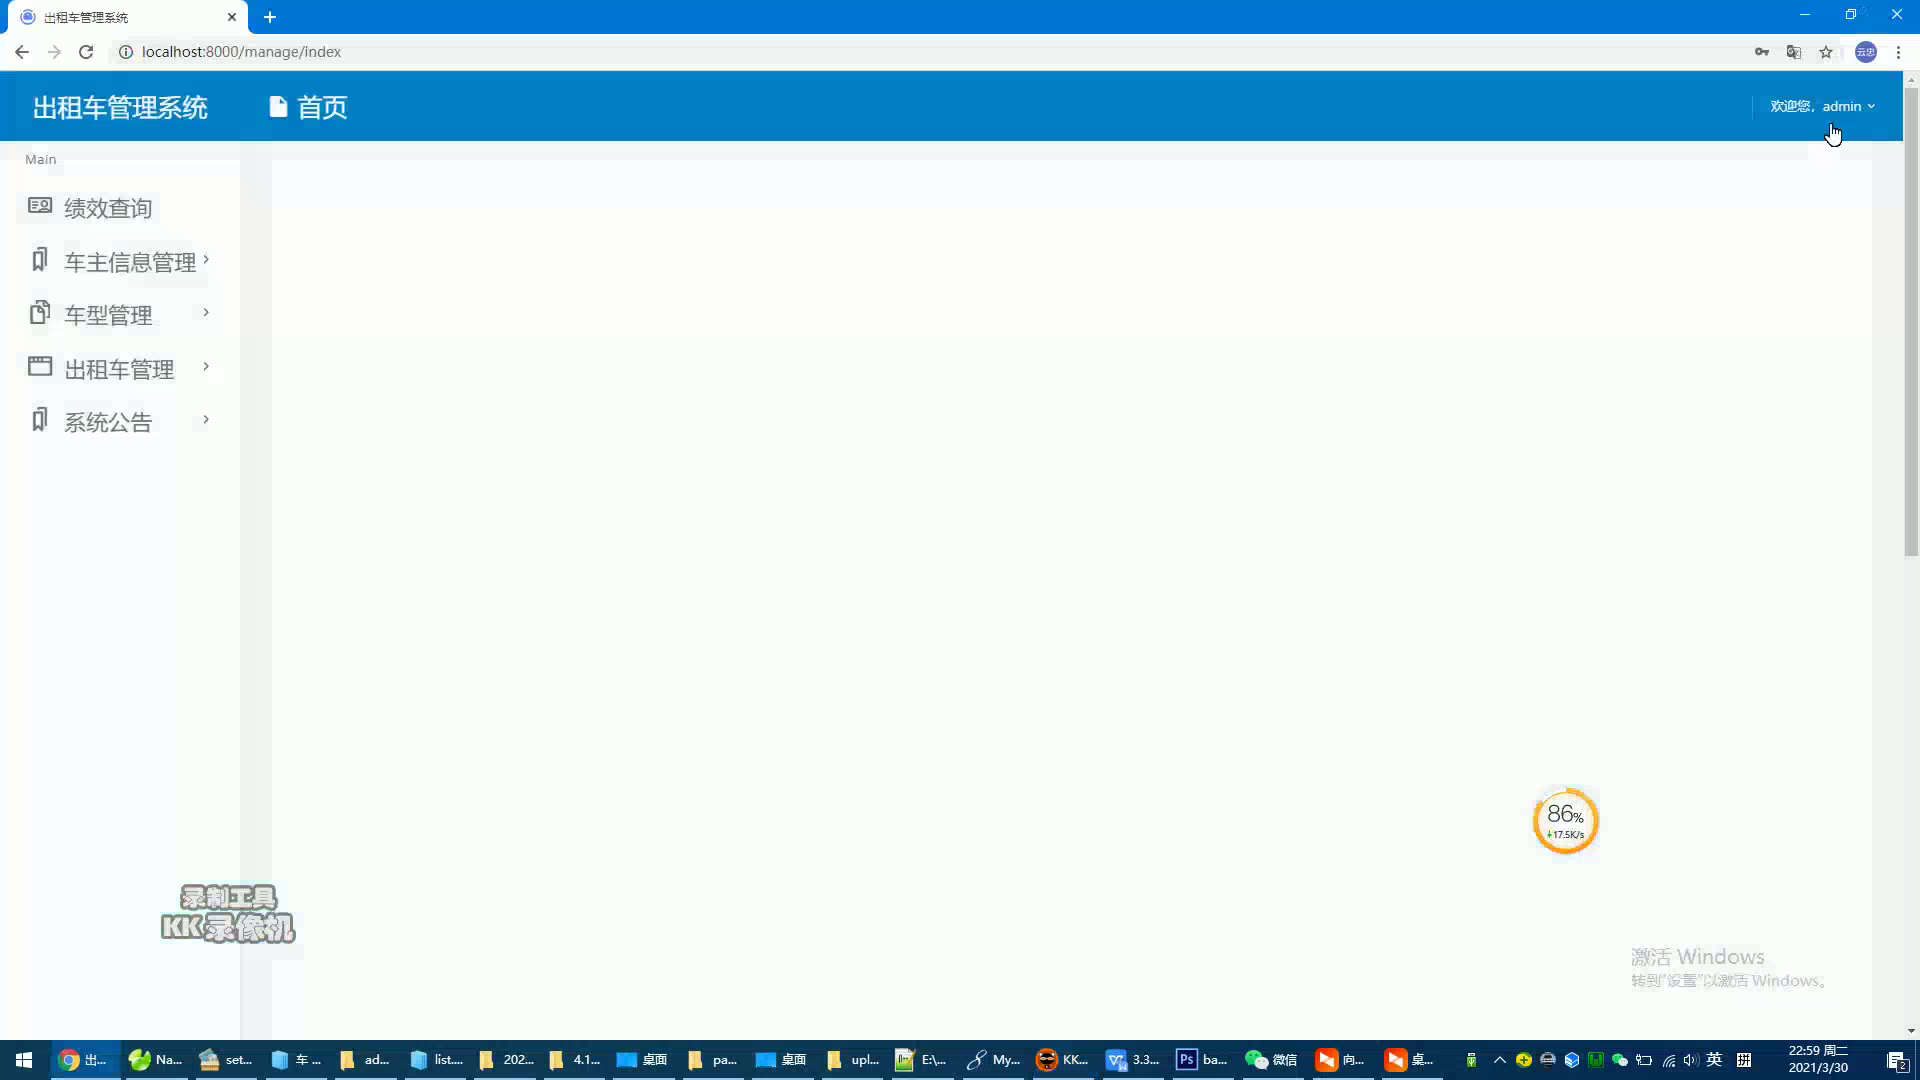 出租车管理系统
localhost:8000/manage/index
云忠
出租车管理系统
首页
欢迎您，admin
Main
绩效查询
车主信息管理
车型管理
出租车管理
系统公告
86%
17.5K/s
录制工具
KK录像机
激活 Windows
转到"设置"以激活 Windows。
出...
Na...
set...
车 ...
ad...
list....
202...
4.1...
桌面
pa...
桌面
upl...
E:\...
My...
KK...
3.3...
ba...
微信
向...
桌...
英
22:59 周二
2021/3/30
2